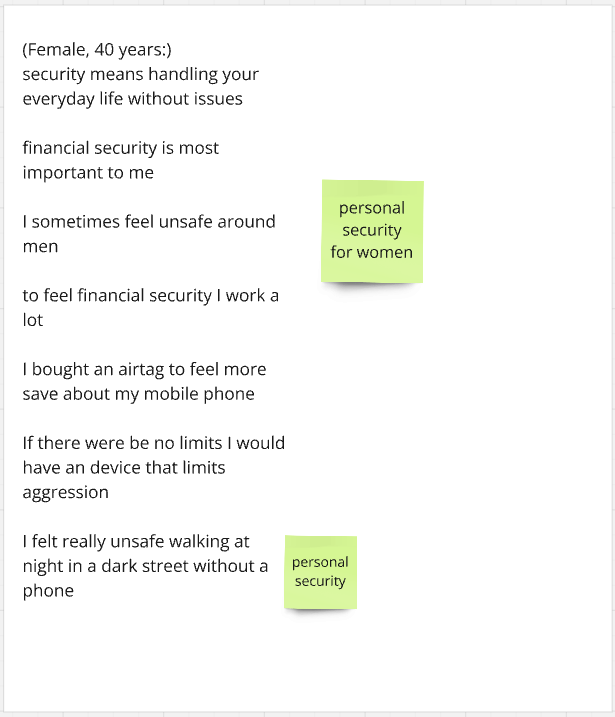 (Female, 40 years:)
security means handling your
everyday life without issues
financial security is most
important to me
I sometimes feel unsafe around
men
to feel financial security I work a
lot
I bought an airtag to feel more
save about my mobile phone
If there were be no limits I would
have an device that limits
aggression
I felt really unsafe walking at
night in a dark street without a
phone
personal
security
for women
personal
security